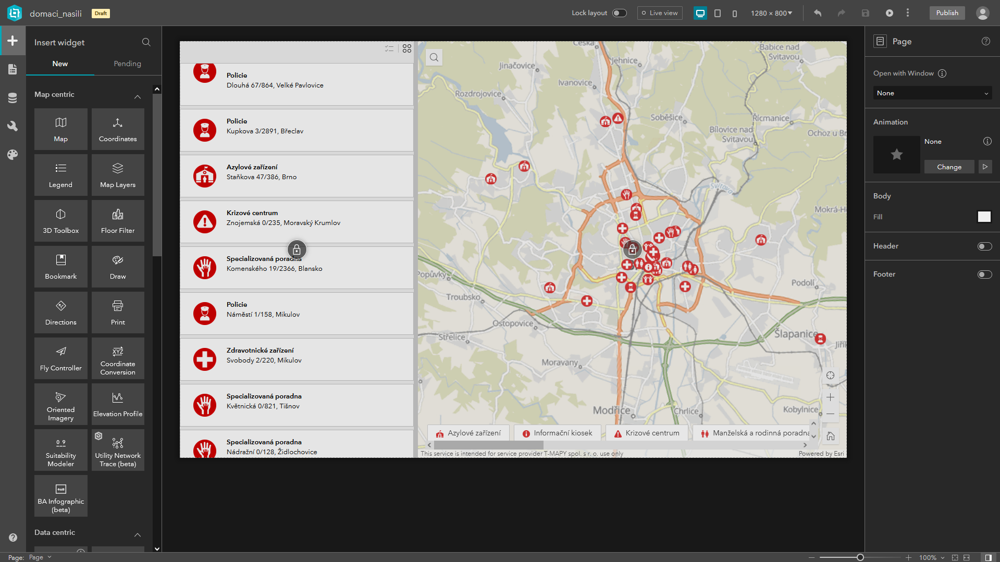 domaci_nasili
Draft
Lock layout
Live view
1280 × 800
Publish
Insert widget
New
Pending
Map centric
Map
Coordinates
Legend
Map Layers
3D Toolbox
Floor Filter
Bookmark
Draw
Directions
Print
Fly Controller
XYZ
Coordinate
Conversion
Oriented
Imagery
Elevation Profile
Suitability
Modeler
Utility Network
Trace (beta)
BA Infographic
(beta)
Data centric
Page:
Page
Policie
Dlouhá 67/864, Velké Pavlovice
Policie
Kupkova 3/2891, Břeclav
Azylové zařízení
Staňkova 47/386, Brno
Krizové centrum
Znojemská 0/235, Moravský Krumlov
Specializovaná poradna
Komenského 19/2366, Blansko
Policie
Náměstí 1/158, Mikulov
Zdravotnické zařízení
Svobody 2/220, Mikulov
Specializovaná poradna
Květnická 0/821, Tišnov
Specializovaná poradna
Nádražní 0/128, Židlochovice
Česká
Jinačovice
Jehnice
Babice nad
Svitavou
Ivanovice
Rozdrojovice
Soběšice
Řícmanice
Bílovice nad
Svitavou
Ochoz u Br
Svitava
Mokrá-H
Popůvky
Troubsko
Podolí
Ostopovice
Střelice
Šlapanice
Jiřík
Moravany
Modřice
Chrlice
Kobylnice
Azylové zařízení
Informační kiosek
Krizové centrum
Manželská a rodinná poradna
This service is intended for service provider T-MAPY spol. s r. o. use only
Powered by Esri
Page
Open with Window
None
Animation
None
Change
Body
Fill
Header
Footer
100%